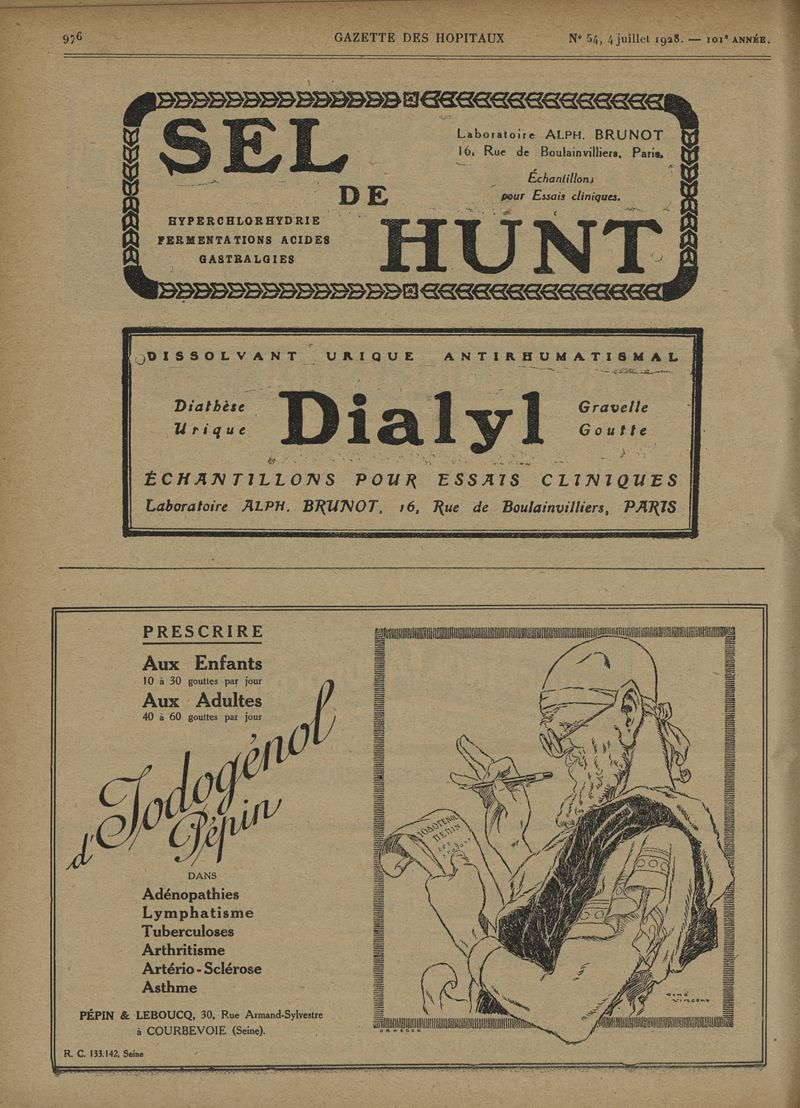 976
GAZETTE DES HOPITAUX
N° 54, 4 juillet 1928. — 101e ANNÉE.
SEL
DE
HUNT
Laboratoire ALPH. BRUNOT
16, Rue de Boulainvilliers, Paris.
Échantillons
pour Essais cliniques.
HYPERCHLORHYDRIE
FERMENTATIONS ACIDES
GASTRALGIES
DISSOLVANT URIQUE ANTIRHUMATISMAL
Diathèse
Urique
Dialyl
Gravelle
Goutte
ÉCHANTILLONS POUR ESSAIS CLINIQUES
Laboratoire ALPH. BRUNOT, 16, Rue de Boulainvilliers, PARIS
PRESCRIRE
Aux Enfants
10 à 30 gouttes par jour
Aux Adultes
40 à 60 gouttes par jour
d'Iodogénol
Pépin
DANS
Adénopathies
Lymphatisme
Tuberculoses
Arthritisme
Artério-Sclérose
Asthme
PÉPIN & LEBOUCQ, 30, Rue Armand-Sylvestre
à COURBEVOIE (Seine).
R. C. 133.142, Seine
RENÉ
VINCENT
DRAEGER